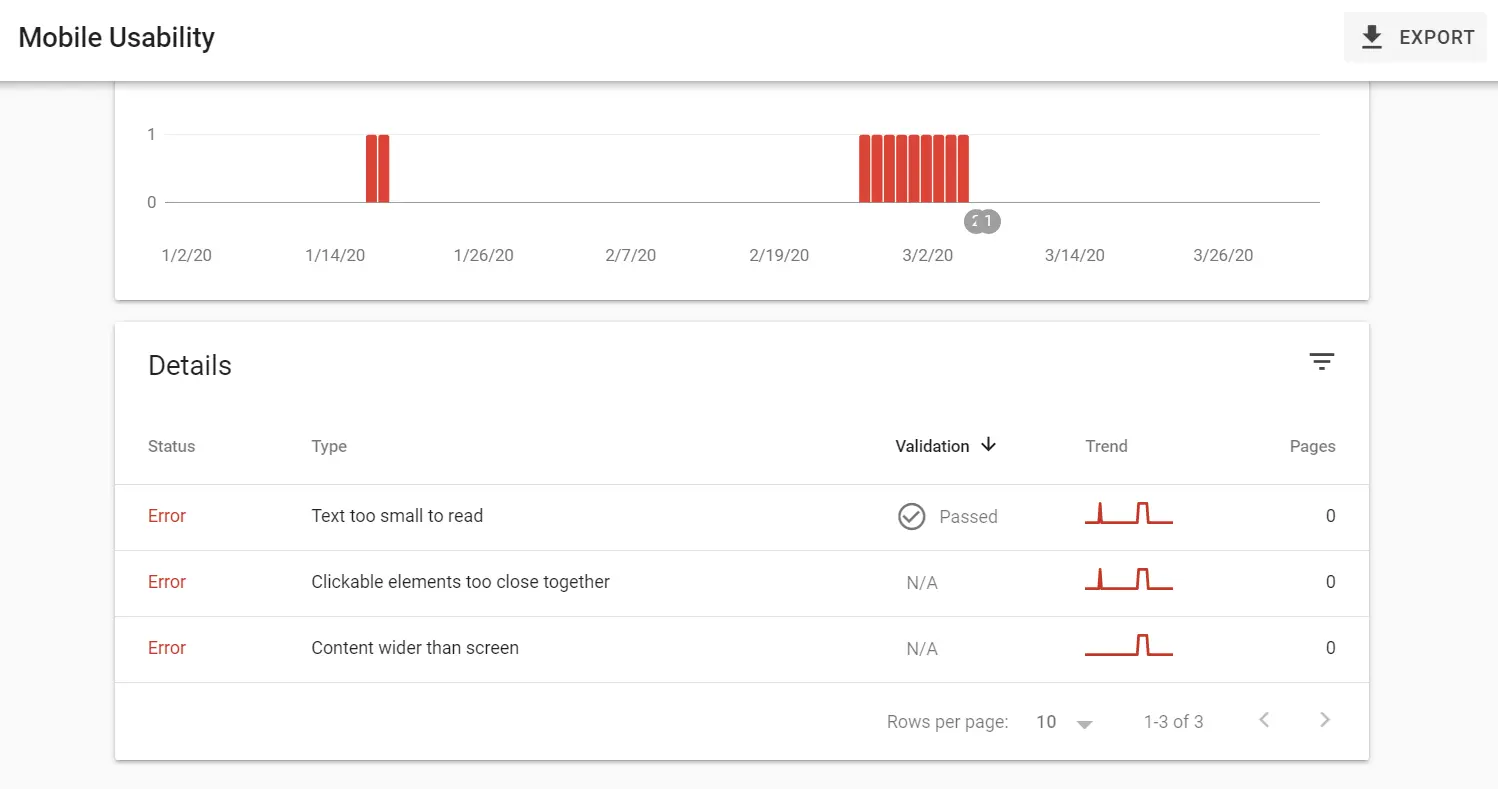 Mobile Usability
EXPORT
1
0
1
1/2/20 1/14/20 1/26/20 2/7/20 2/19/20 3/2/20 3/14/20 3/26/20
Details
Status Type Validation Trend Pages
Error Text too small to read Passed 0
Error Clickable elements too close together N/A 0
Error Content wider than screen N/A 0
Rows per page: 10 1-3 of 3